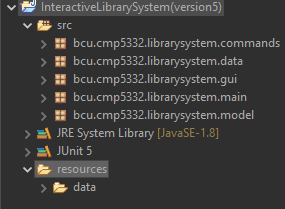 InteractiveLibrarySystem(version5)
src
bcu.cmp5332.librarysystem.commands
bcu.cmp5332.librarysystem.data
bcu.cmp5332.librarysystem.gui
bcu.cmp5332.librarysystem.main
bcu.cmp5332.librarysystem.model
JRE System Library [JavaSE-1.8]
JUnit 5
resources
data